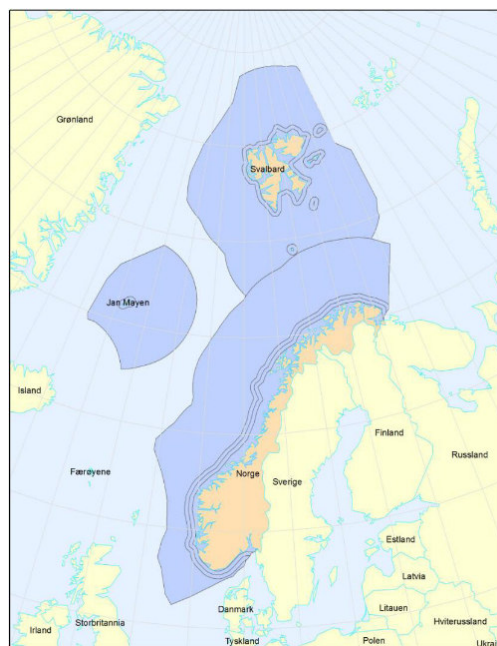 Grønland
Svalbard
Jan Mayen
Island
Finland
Russland
Færøyene
Norge
Sverige
Estland
Latvia
Danmark
Litauen
Irland
Storbritannia
Hviterussland
Tyskland
Polen
Ukrai